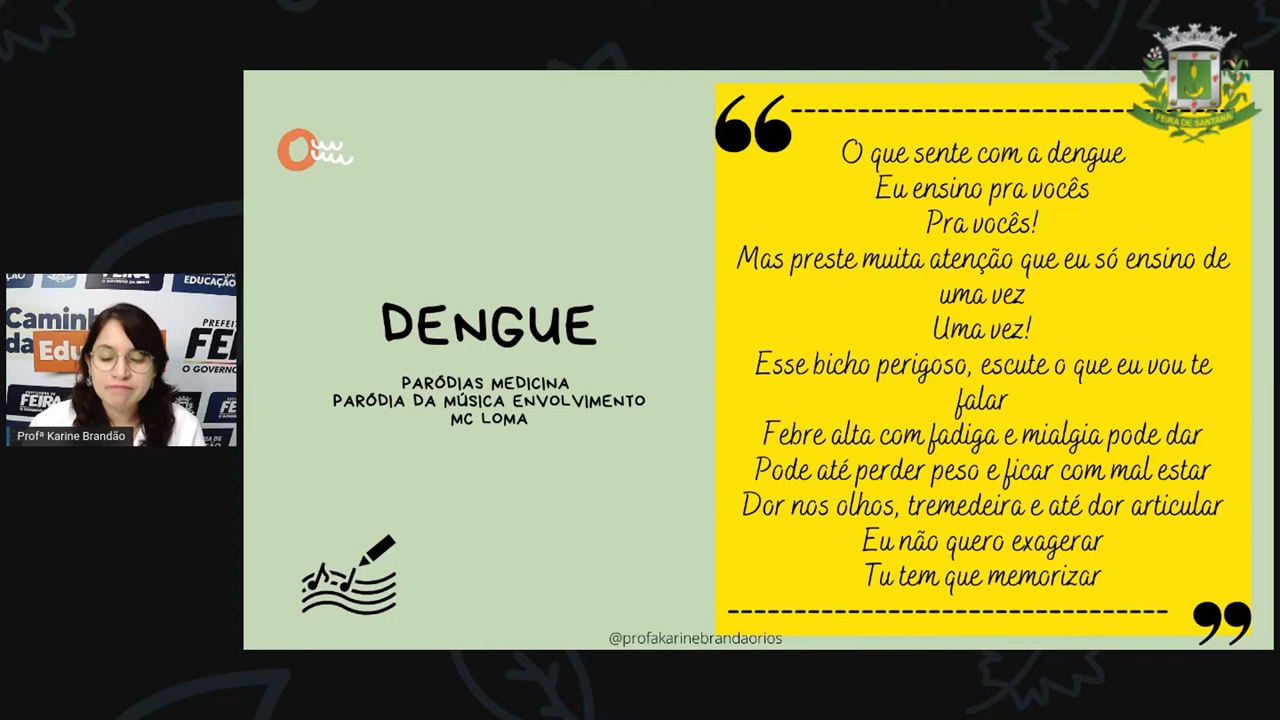 FEIRA DE SANTANA
O que sente com a dengue
Eu ensino pra vocês
Pra vocês!
Mas preste muita atenção que eu só ensino de
uma vez
Uma vez!
Esse bicho perigoso, escute o que eu vou te
falar
Febre alta com fadiga e mialgia pode dar
Pode até perder peso e ficar com mal estar
Dor nos olhos, tremedeira e até dor articular
Eu não quero exagerar
Tu tem que memorizar
DENGUE
PARÓDIAS MEDICINA
PARÓDIA DA MÚSICA ENVOLVIMENTO
MC LOMA
@profakarinebrandaorios
FEIRA
EDUCAÇÃO
Caminh
da Edu
PREFEI
FEI
O GOVERNO
Profª Karine Brandão